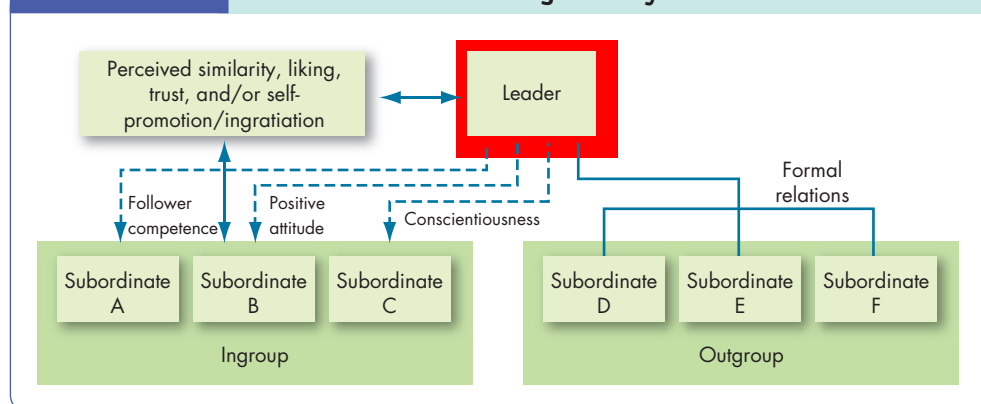 Perceived similarity, liking,
trust, and/or self-
promotion/ingratiation
Leader
Follower
competence
Positive
attitude
Conscientiousness
Formal
relations
Subordinate
A
Subordinate
B
Subordinate
C
Ingroup
Subordinate
D
Subordinate
E
Subordinate
F
Outgroup